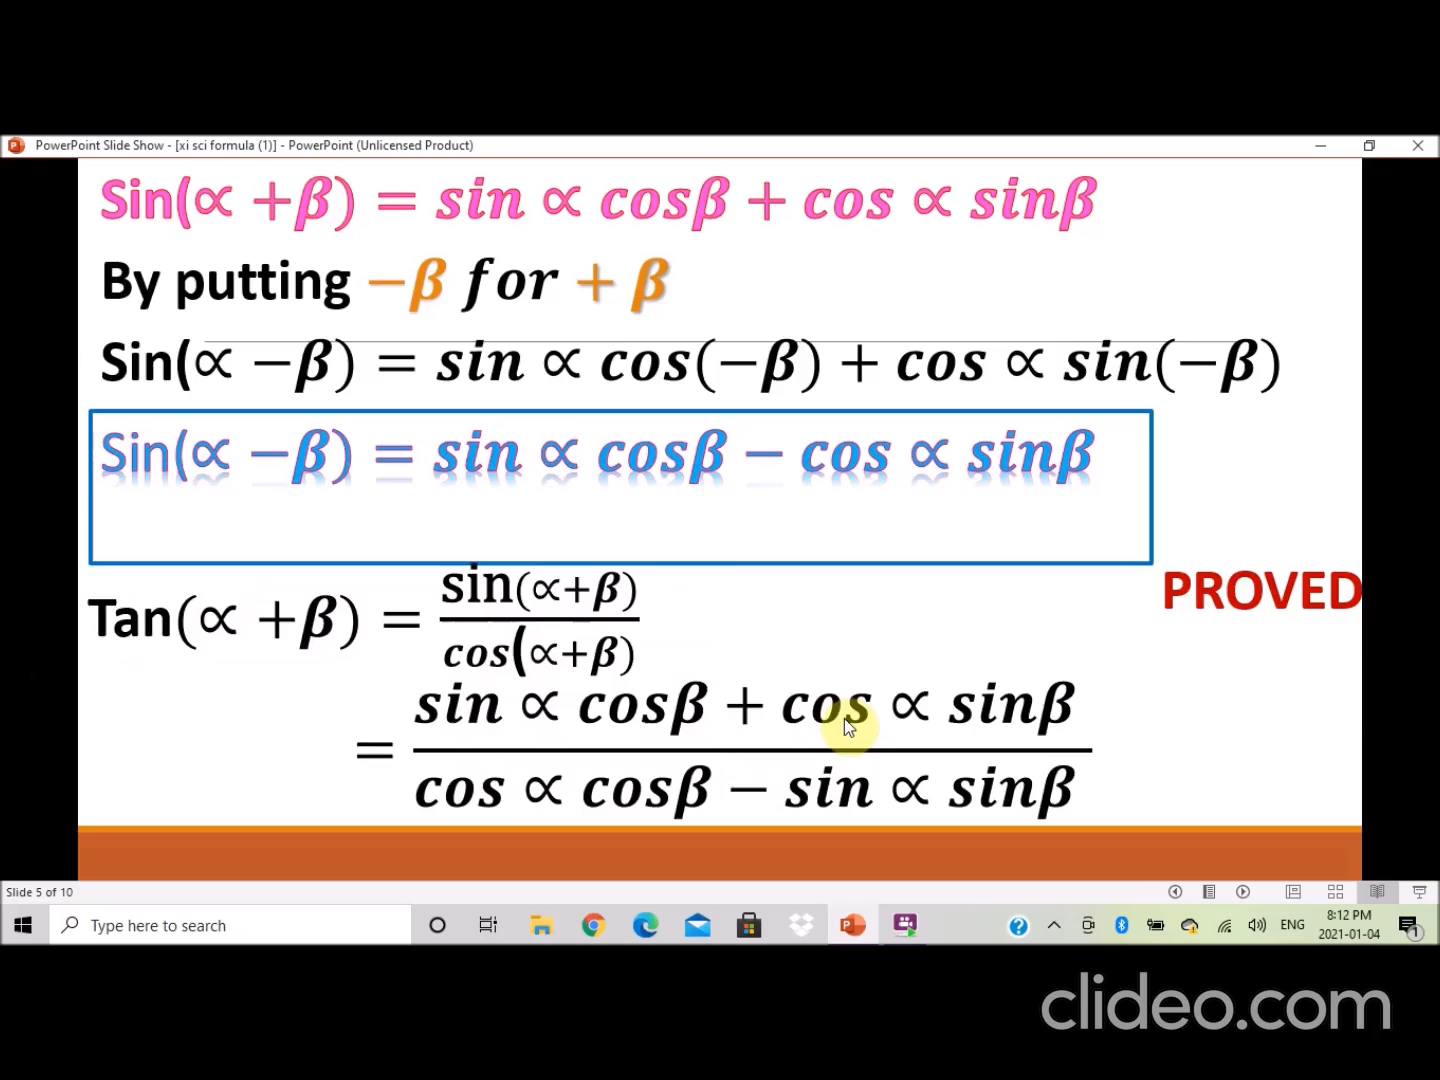 PowerPoint Slide Show - [xi sci formula (1)] - PowerPoint (Unlicensed Product)
Sin(∝ +β) = sin ∝ cosβ + cos ∝ sinβ
By putting −β for + β
Sin(∝ −β) = sin ∝ cos(−β) + cos ∝ sin(−β)
Sin(∝ −β) = sin ∝ cosβ − cos ∝ sinβ
PROVED
Tan(∝ +β) = sin(∝+β)
cos(∝+β)
= sin ∝ cosβ + cos ∝ sinβ
cos ∝ cosβ − sin ∝ sinβ
Slide 5 of 10
Type here to search
ENG
8:12 PM
2021-01-04
1
clideo.com